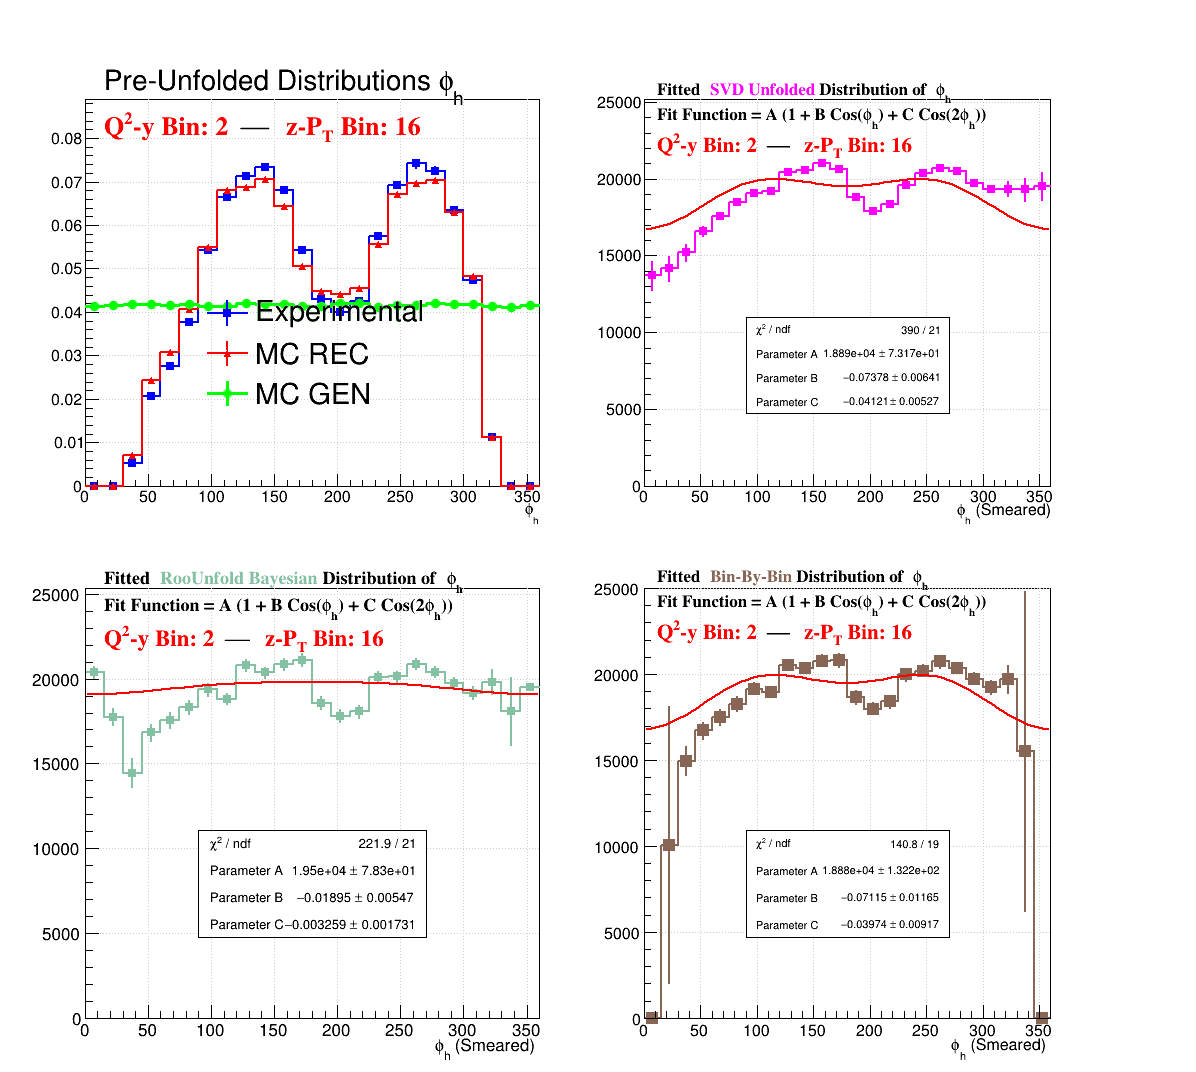 Pre-Unfolded Distributions ϕh
Q2-y Bin: 2 — z-PT Bin: 16
0.08
0.07
0.06
0.05
0.04
0.03
0.02
0.01
0
Experimental
MC REC
MC GEN
0 50 100 150 200 250 300 350
ϕh
Fitted SVD Unfolded Distribution of ϕh
Fit Function = A (1 + B Cos(ϕh) + C Cos(2ϕh))
Q2-y Bin: 2 — z-PT Bin: 16
25000
20000
15000
10000
5000
0
χ2 / ndf 390 / 21
Parameter A 1.889e+04 ± 7.317e+01
Parameter B −0.07378 ± 0.00641
Parameter C −0.04121 ± 0.00527
0 50 100 150 200 250 300 350
ϕh (Smeared)
Fitted RooUnfold Bayesian Distribution of ϕh
Fit Function = A (1 + B Cos(ϕh) + C Cos(2ϕh))
Q2-y Bin: 2 — z-PT Bin: 16
25000
20000
15000
10000
5000
0
χ2 / ndf 221.9 / 21
Parameter A 1.95e+04 ± 7.83e+01
Parameter B −0.01895 ± 0.00547
Parameter C −0.003259 ± 0.001731
0 50 100 150 200 250 300 350
ϕh (Smeared)
Fitted Bin-By-Bin Distribution of ϕh
Fit Function = A (1 + B Cos(ϕh) + C Cos(2ϕh))
Q2-y Bin: 2 — z-PT Bin: 16
25000
20000
15000
10000
5000
0
χ2 / ndf 140.8 / 19
Parameter A 1.888e+04 ± 1.322e+02
Parameter B −0.07115 ± 0.01165
Parameter C −0.03974 ± 0.00917
0 50 100 150 200 250 300 350
ϕh (Smeared)